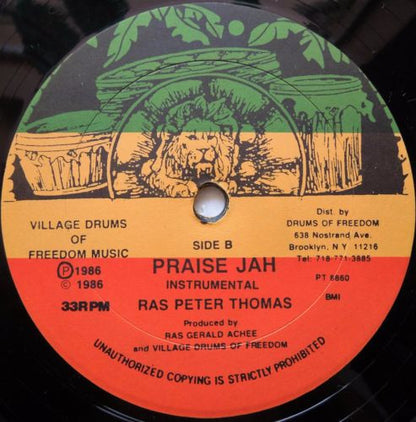 VILLAGE DRUMS
OF
FREEDOM MUSIC
Ⓟ 1986
© 1986
33RPM
SIDE B
PRAISE JAH
INSTRUMENTAL
RAS PETER THOMAS
Produced by
RAS GERALD ACHEE
and VILLAGE DRUMS OF FREEDOM
Dist. by
DRUMS OF FREEDOM
638 Nostrand Ave.
Brooklyn, N Y 11216
Tel: 718-771-3885
PT 6860
BMI
UNAUTHORIZED COPYING IS STRICTLY PROHIBITED